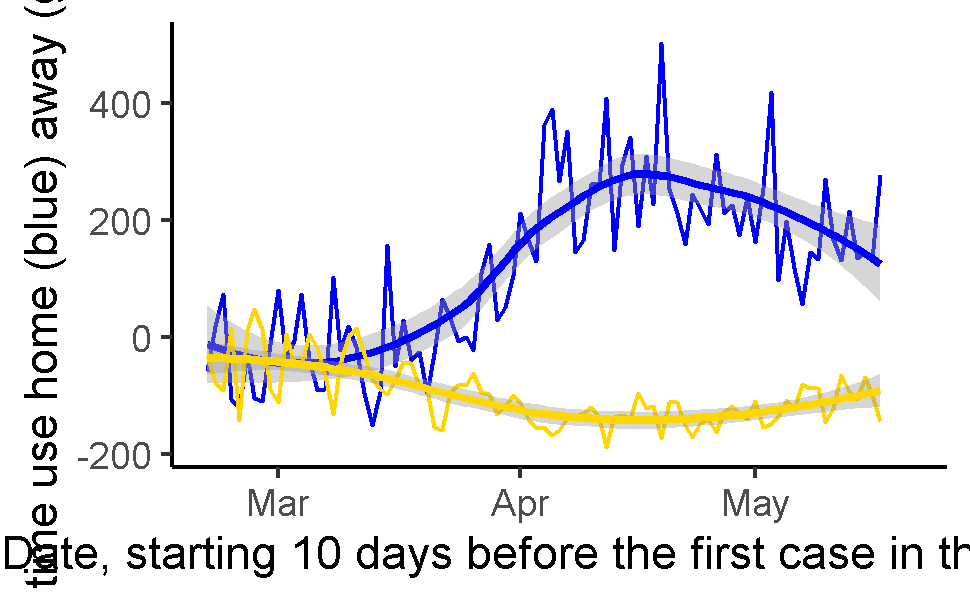 time use home (blue) away (
400
200
0
-200
Mar Apr May
Date, starting 10 days before the first case in th